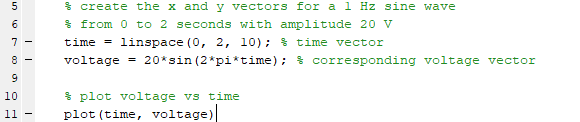 5 % create the x and y vectors for a 1 Hz sine wave
6 % from 0 to 2 seconds with amplitude 20 V
7 – time = linspace(0, 2, 10); % time vector
8 – voltage = 20*sin(2*pi*time); % corresponding voltage vector
9
10 % plot voltage vs time
11 – plot(time, voltage)